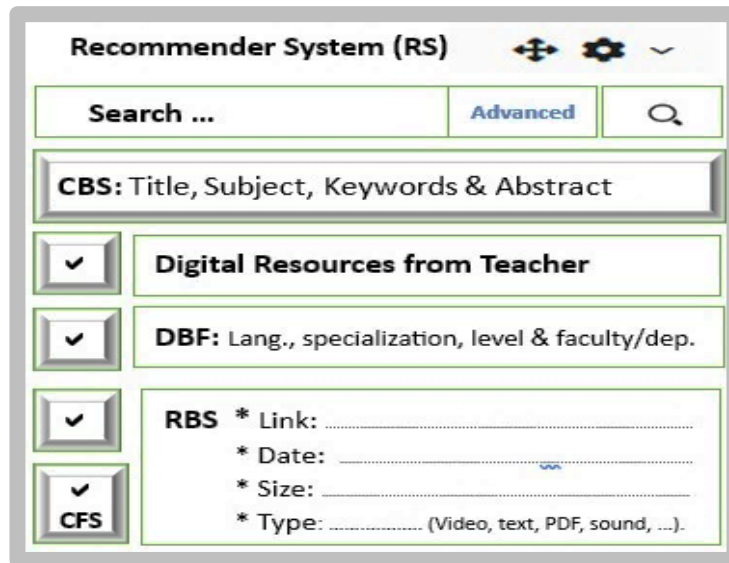 Recommender System (RS)
Search ... Advanced
CBS: Title, Subject, Keywords & Abstract
Digital Resources from Teacher
DBF: Lang., specialization, level & faculty/dep.
RBS * Link: ............................................................
* Date: ............................................................
* Size: ............................................................
CFS * Type: .................. (Video, text, PDF, sound, ...).